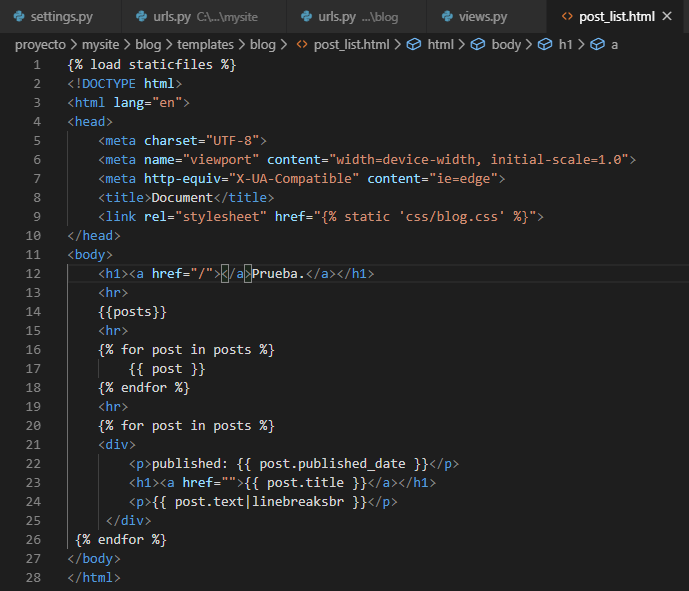 settings.py urls.py C:\...\mysite urls.py ...\blog views.py post_list.html
proyecto > mysite > blog > templates > blog > post_list.html > html > body > h1 > a
1 {% load staticfiles %}
2 <!DOCTYPE html>
3 <html lang="en">
4 <head>
5 <meta charset="UTF-8">
6 <meta name="viewport" content="width=device-width, initial-scale=1.0">
7 <meta http-equiv="X-UA-Compatible" content="ie=edge">
8 <title>Document</title>
9 <link rel="stylesheet" href="{% static 'css/blog.css' %}">
10 </head>
11 <body>
12 <h1><a href="/"></a>Prueba.</a></h1>
13 <hr>
14 {{posts}}
15 <hr>
16 {% for post in posts %}
17 {{ post }}
18 {% endfor %}
19 <hr>
20 {% for post in posts %}
21 <div>
22 <p>published: {{ post.published_date }}</p>
23 <h1><a href="">{{ post.title }}</a></h1>
24 <p>{{ post.text|linebreaksbr }}</p>
25 </div>
26 {% endfor %}
27 </body>
28 </html>